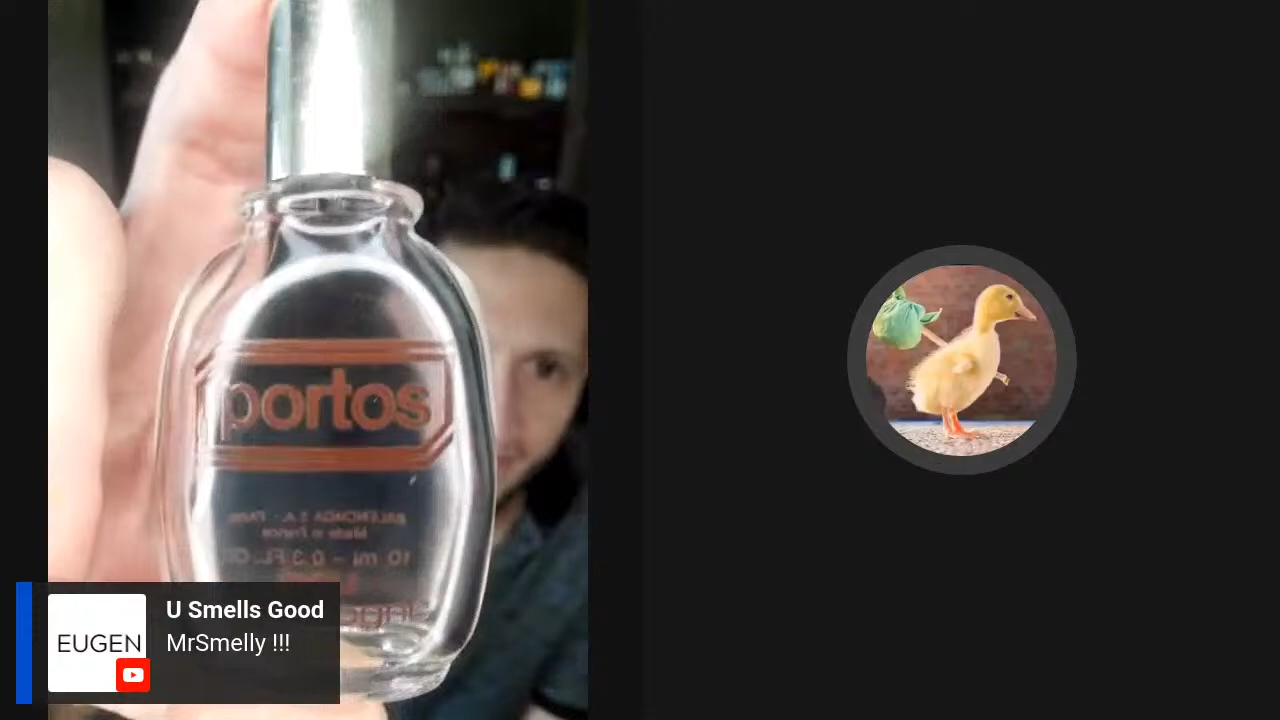 portos
BALENCIAGA S.A. - PARIS
Made in France
10 ml - 0.3 FL. OZ
EUGEN
U Smells Good
MrSmelly !!!